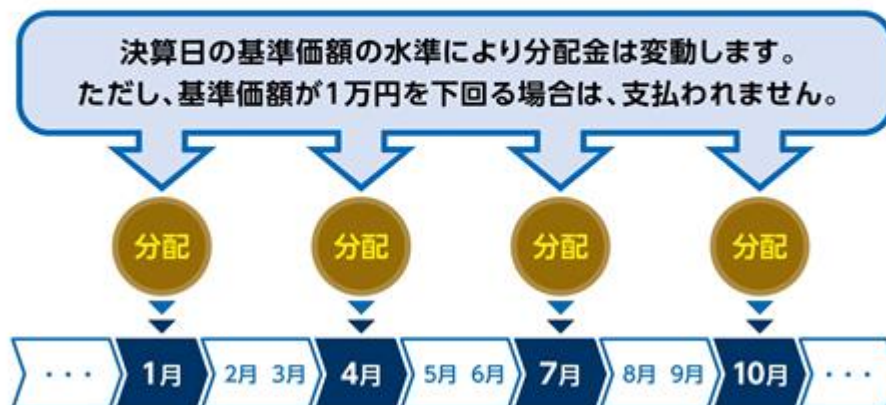 決算日の基準価額の水準により分配金は変動します。
ただし、基準価額が1万円を下回る場合は、支払われません。
分配 分配 分配 分配
・・・ 1月 2月 3月 4月 5月 6月 7月 8月 9月 10月 ・・・